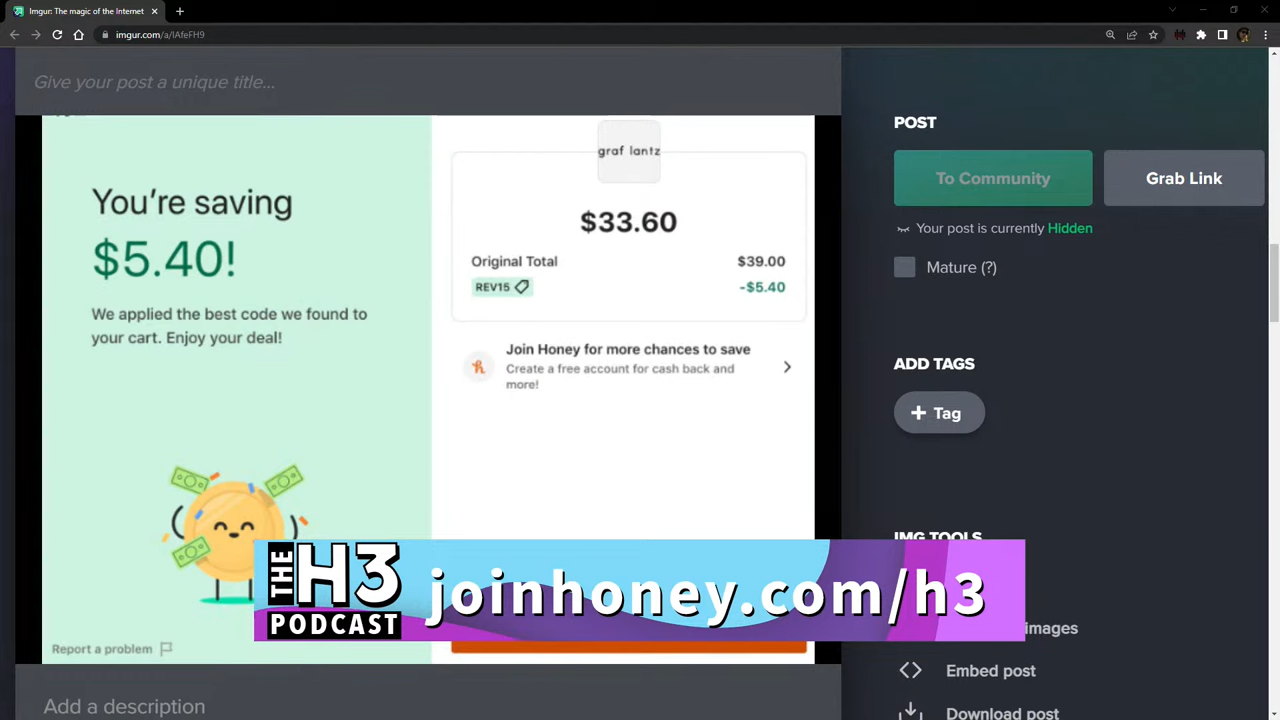 Imgur: The magic of the Internet
imgur.com/a/lAfeFH9
Give your post a unique title...
You're saving
$5.40!
We applied the best code we found to
your cart. Enjoy your deal!
Report a problem
graf lantz
$33.60
Original Total $39.00
REV15 -$5.40
Join Honey for more chances to save
Create a free account for cash back and
more!
THE H3 PODCAST
joinhoney.com/h3
Add a description
POST
To Community Grab Link
Your post is currently Hidden
Mature (?)
ADD TAGS
+ Tag
IMG TOOLS
images
Embed post
Download post